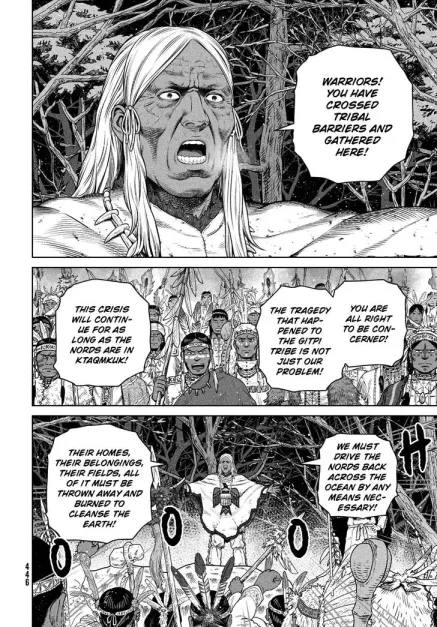 WARRIORS!
YOU HAVE
CROSSED
TRIBAL
BARRIERS AND
GATHERED
HERE!
YOU ARE
ALL RIGHT
TO BE CON-
CERNED!
THE TRAGEDY
THAT HAP-
PENED TO
THE GITPI
TRIBE IS NOT
JUST OUR
PROBLEM!
THIS CRISIS
WILL CONTIN-
UE FOR AS
LONG AS THE
NORDS ARE IN
KTAQMKUK!
H
WE MUST
DRIVE THE
NORDS BACK
ACROSS THE
OCEAN BY ANY
MEANS NEC-
ESSARY!
O
O
THEIR HOMES,
THEIR BELONGINGS,
THEIR FIELDS, ALL
OF IT MUST BE
THROWN AWAY AND
BURNED TO
CLEANSE THE
EARTH!
446